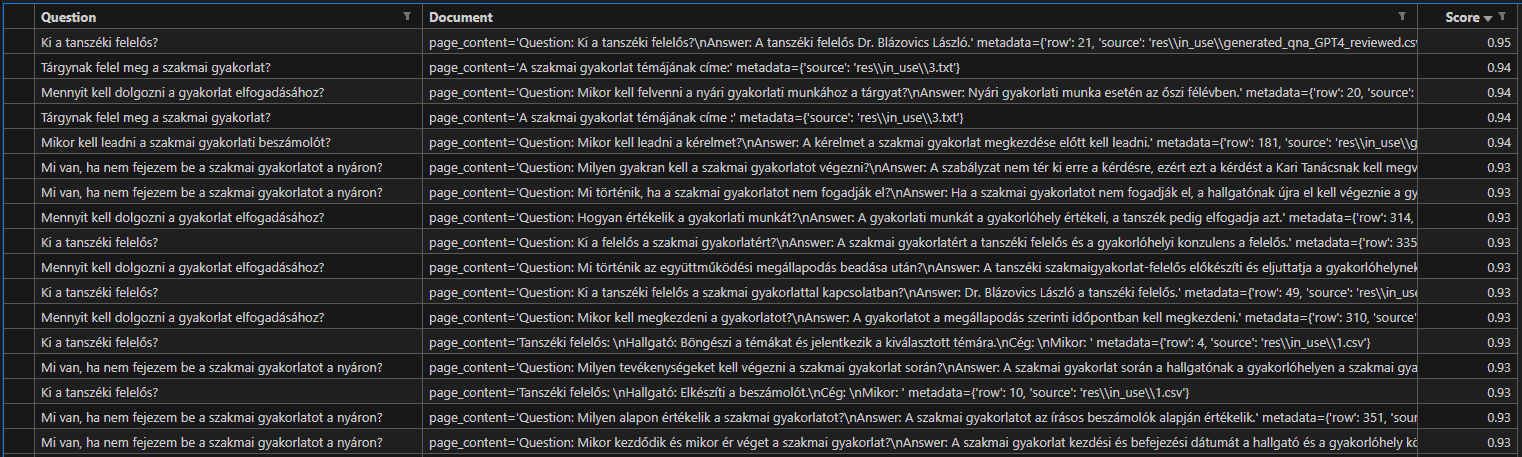 Question Document Score
Ki a tanszéki felelős? page_content='Question: Ki a tanszéki felelős?\nAnswer: A tanszéki felelős Dr. Blázovics László.' metadata={'row': 21, 'source': 'res\\in_use\\generated_qna_GPT4_reviewed.csv 0.95
Tárgynak felel meg a szakmai gyakorlat? page_content='A szakmai gyakorlat témájának címe:' metadata={'source': 'res\\in_use\\3.txt'} 0.94
Mennyit kell dolgozni a gyakorlat elfogadásához? page_content='Question: Mikor kell felvenni a nyári gyakorlati munkához a tárgyat?\nAnswer: Nyári gyakorlati munka esetén az őszi félévben.' metadata={'row': 20, 'source': 0.94
Tárgynak felel meg a szakmai gyakorlat? page_content='A szakmai gyakorlat témájának címe :' metadata={'source': 'res\\in_use\\3.txt'} 0.94
Mikor kell leadni a szakmai gyakorlati beszámolót? page_content='Question: Mikor kell leadni a kérelmet?\nAnswer: A kérelmet a szakmai gyakorlat megkezdése előtt kell leadni.' metadata={'row': 181, 'source': 'res\\in_use\\g 0.94
Mi van, ha nem fejezem be a szakmai gyakorlatot a nyáron? page_content='Question: Milyen gyakran kell a szakmai gyakorlatot végezni?\nAnswer: A szabályzat nem tér ki erre a kérdésre, ezért ezt a kérdést a Kari Tanácsnak kell megv 0.93
Mi van, ha nem fejezem be a szakmai gyakorlatot a nyáron? page_content='Question: Mi történik, ha a szakmai gyakorlatot nem fogadják el?\nAnswer: Ha a szakmai gyakorlatot nem fogadják el, a hallgatónak újra el kell végeznie a gy 0.93
Mennyit kell dolgozni a gyakorlat elfogadásához? page_content='Question: Hogyan értékelik a gyakorlati munkát?\nAnswer: A gyakorlati munkát a gyakorlóhely értékeli, a tanszék pedig elfogadja azt.' metadata={'row': 314, 0.93
Ki a tanszéki felelős? page_content='Question: Ki a felelős a szakmai gyakorlatért?\nAnswer: A szakmai gyakorlatért a tanszéki felelős és a gyakorlóhelyi konzulens a felelős.' metadata={'row': 335 0.93
Mennyit kell dolgozni a gyakorlat elfogadásához? page_content='Question: Mi történik az együttműködési megállapodás beadása után?\nAnswer: A tanszéki szakmaigyakorlat-felelős előkészíti és eljuttatja a gyakorlóhelynek 0.93
Ki a tanszéki felelős? page_content='Question: Ki a tanszéki felelős a szakmai gyakorlattal kapcsolatban?\nAnswer: Dr. Blázovics László a tanszéki felelős.' metadata={'row': 49, 'source': 'res\\in_use 0.93
Mennyit kell dolgozni a gyakorlat elfogadásához? page_content='Question: Mikor kell megkezdeni a gyakorlatot?\nAnswer: A gyakorlatot a megállapodás szerinti időpontban kell megkezdeni.' metadata={'row': 310, 'source' 0.93
Ki a tanszéki felelős? page_content='Tanszéki felelős: \nHallgató: Böngészi a témákat és jelentkezik a kiválasztott témára.\nCég: \nMikor: ' metadata={'row': 4, 'source': 'res\\in_use\\1.csv'} 0.93
Mi van, ha nem fejezem be a szakmai gyakorlatot a nyáron? page_content='Question: Milyen tevékenységeket kell végezni a szakmai gyakorlat során?\nAnswer: A szakmai gyakorlat során a hallgatónak a gyakorlóhelyen a szakmai gya 0.93
Ki a tanszéki felelős? page_content='Tanszéki felelős: \nHallgató: Elkészíti a beszámolót.\nCég: \nMikor: ' metadata={'row': 10, 'source': 'res\\in_use\\1.csv'} 0.93
Mi van, ha nem fejezem be a szakmai gyakorlatot a nyáron? page_content='Question: Milyen alapon értékelik a szakmai gyakorlatot?\nAnswer: A szakmai gyakorlatot az írásos beszámolók alapján értékelik.' metadata={'row': 351, 'sour 0.93
Mi van, ha nem fejezem be a szakmai gyakorlatot a nyáron? page_content='Question: Mikor kezdődik és mikor ér véget a szakmai gyakorlat?\nAnswer: A szakmai gyakorlat kezdési és befejezési dátumát a hallgató és a gyakorlóhely kö 0.93